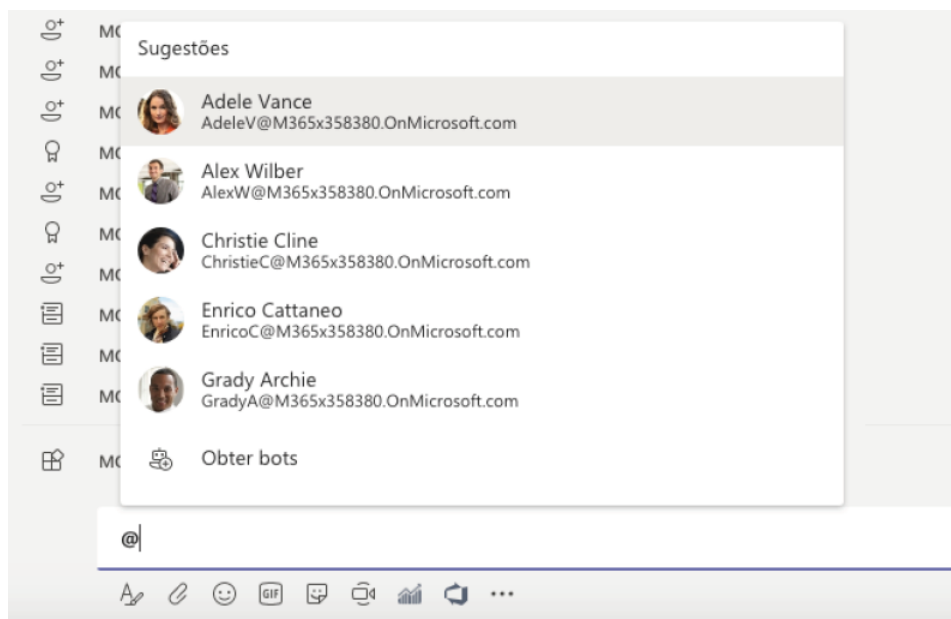 Sugestões
Adele Vance
AdeleV@M365x358380.OnMicrosoft.com
Alex Wilber
AlexW@M365x358380.OnMicrosoft.com
Christie Cline
ChristieC@M365x358380.OnMicrosoft.com
Enrico Cattaneo
EnricoC@M365x358380.OnMicrosoft.com
Grady Archie
GradyA@M365x358380.OnMicrosoft.com
Obter bots
@
GIF